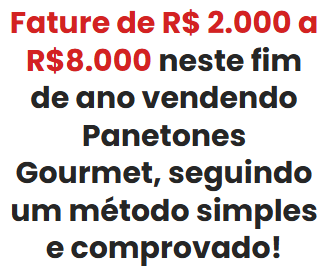 Fature de R$ 2.000 a
R$8.000 neste fim
de ano vendendo
Panetones
Gourmet, seguindo
um método simples
e comprovado!